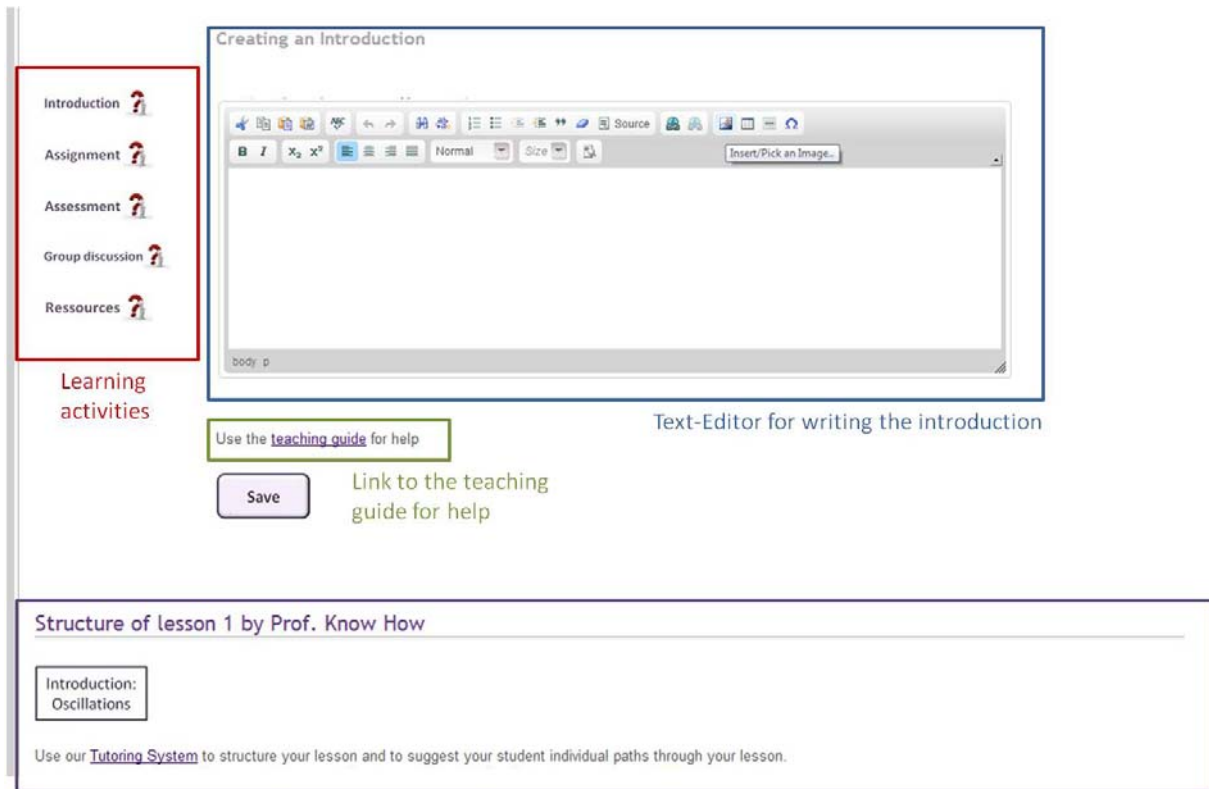 Creating an Introduction
Introduction
Assignment
Assessment
Group discussion
Ressources
Learning
activities
ABC
Source
B I X₂ X² Normal Size
Insert/Pick an Image..
body p
Text-Editor for writing the introduction
Use the teaching guide for help
Save
Link to the teaching
guide for help
Structure of lesson 1 by Prof. Know How
Introduction:
Oscillations
Use our Tutoring System to structure your lesson and to suggest your student individual paths through your lesson.